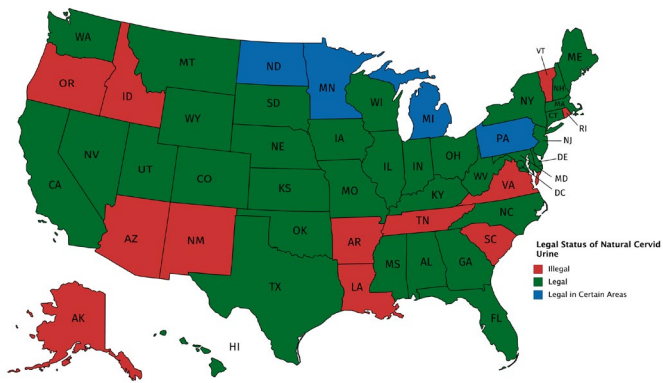 WA
ME
VT
MT
ND
OR
MN
NH
ID
WI
NY
MA
SD
MI
CT
WY
RI
PA
NJ
IA
NE
OH
NV
IL
IN
DE
UT
WV
MD
CO
VA
CA
KS
MO
DC
KY
NC
TN
OK
AZ
NM
AR
SC
Legal Status of Natural Cervid
Urine
Illegal
Legal
Legal in Certain Areas
MS
AL
GA
LA
TX
AK
FL
HI